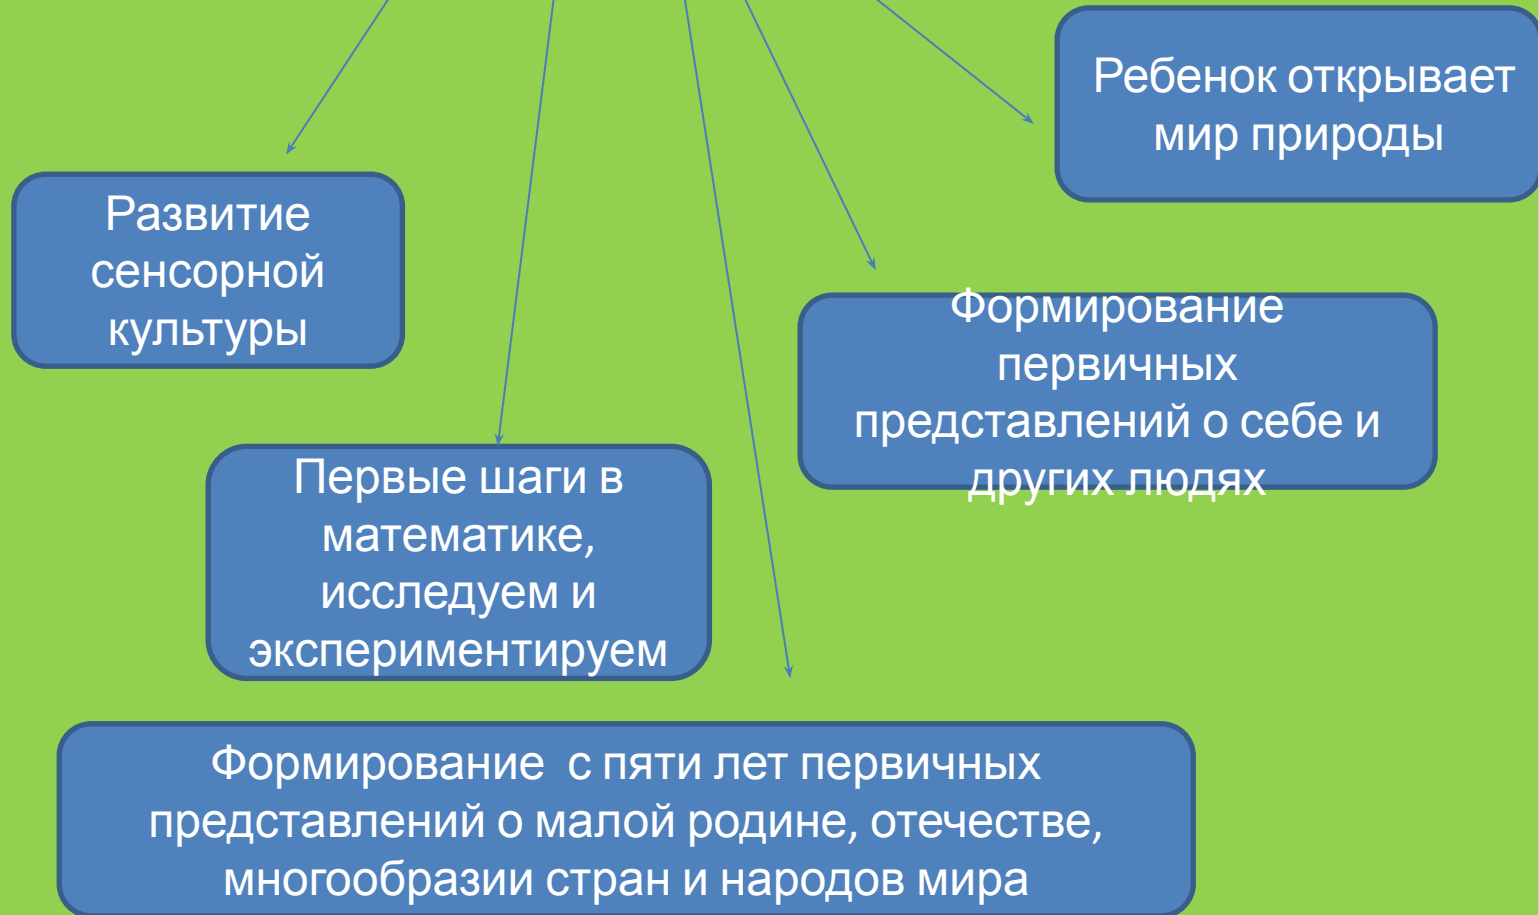 Ребенок открывает
мир природы
Развитие
сенсорной
культуры
Формирование
первичных
представлений о себе и
других людях
Первые шаги в
математике,
исследуем и
экспериментируем
Формирование  с пяти лет первичных
представлений о малой родине, отечестве,
многообразии стран и народов мира